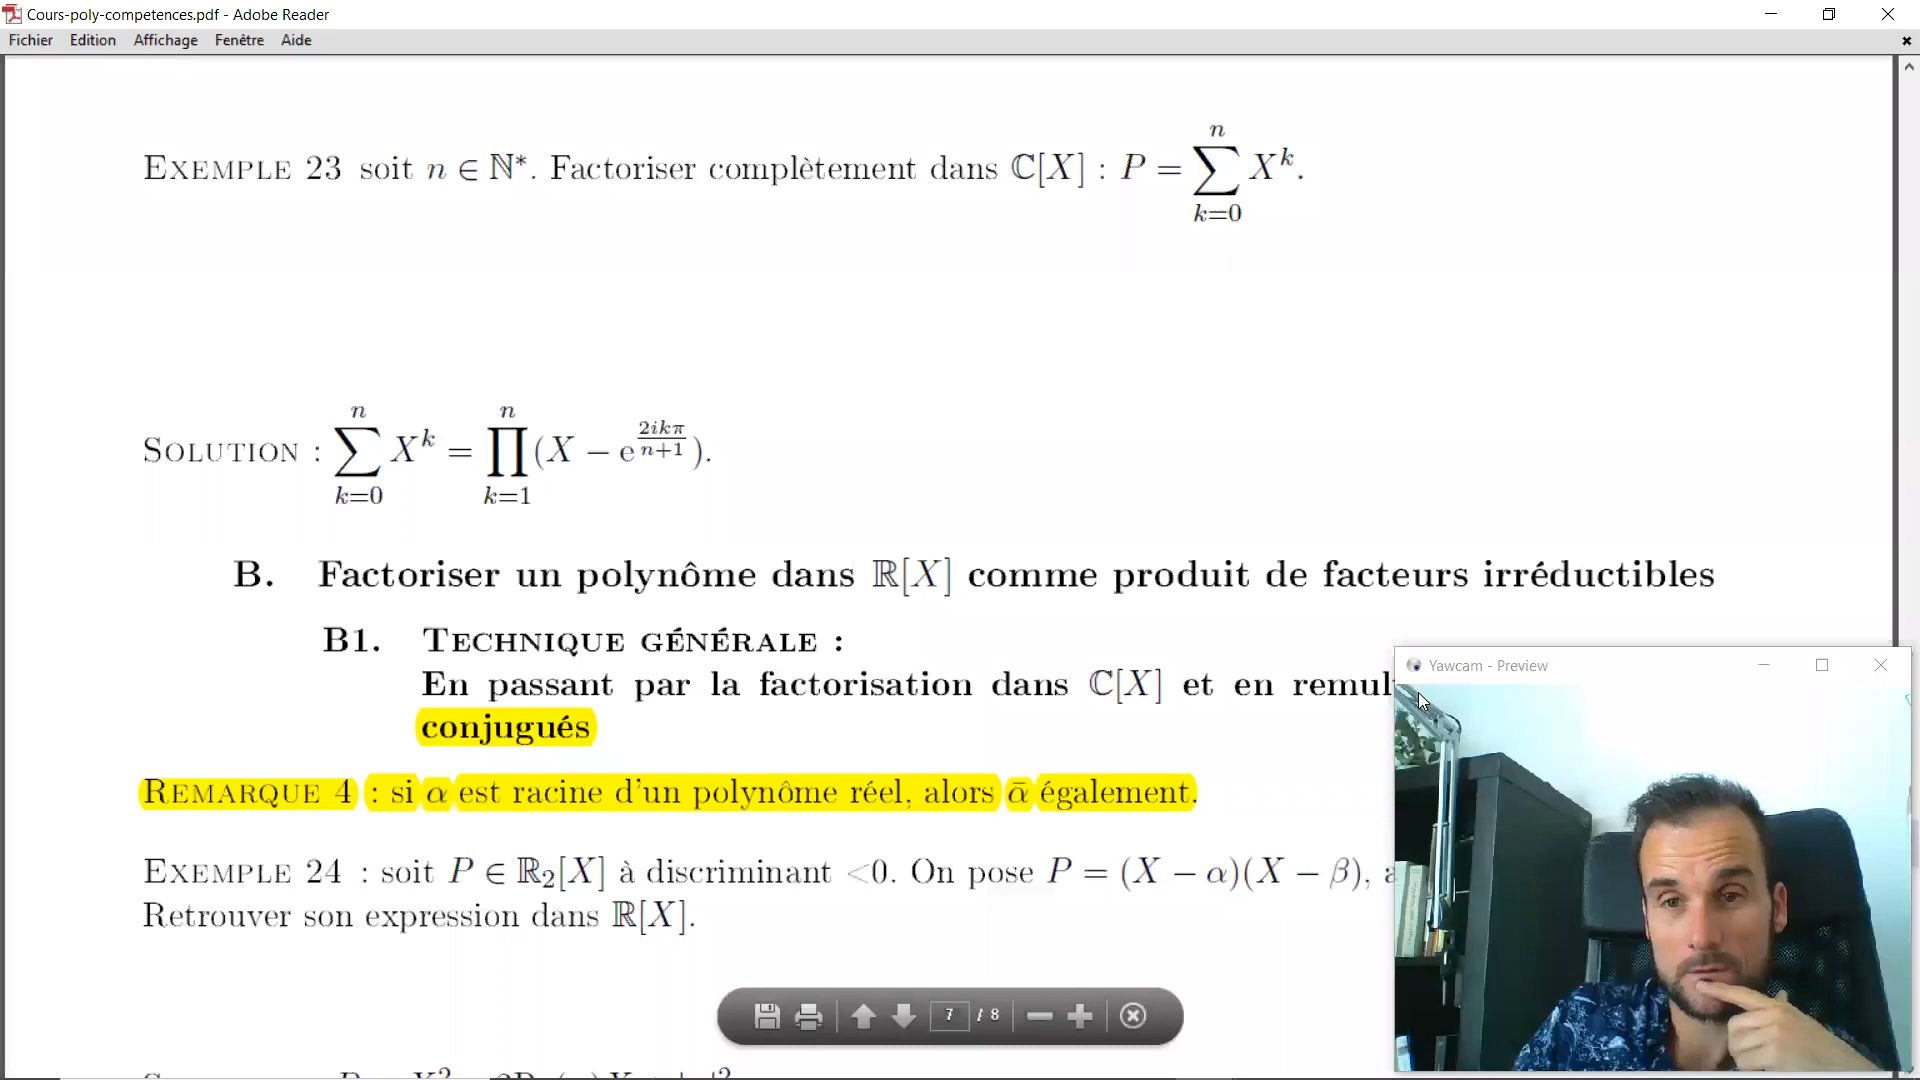 Cours-poly-competences.pdf - Adobe Reader
Fichier Edition Affichage Fenêtre Aide
EXEMPLE 23 soit n ∈ ℕ*. Factoriser complètement dans ℂ[X] : P = ∑_{k=0}^{n} X^k.
SOLUTION : ∑_{k=0}^{n} X^k = ∏_{k=1}^{n} (X − e^{2ikπ/(n+1)}).
B. Factoriser un polynôme dans ℝ[X] comme produit de facteurs irréductibles
B1. TECHNIQUE GÉNÉRALE :
En passant par la factorisation dans ℂ[X] et en remul
conjugués
Yawcam - Preview
REMARQUE 4 : si α est racine d'un polynôme réel, alors ᾱ également.
EXEMPLE 24 : soit P ∈ ℝ₂[X] à discriminant <0. On pose P = (X − α)(X − β), a
Retrouver son expression dans ℝ[X].
7 / 8